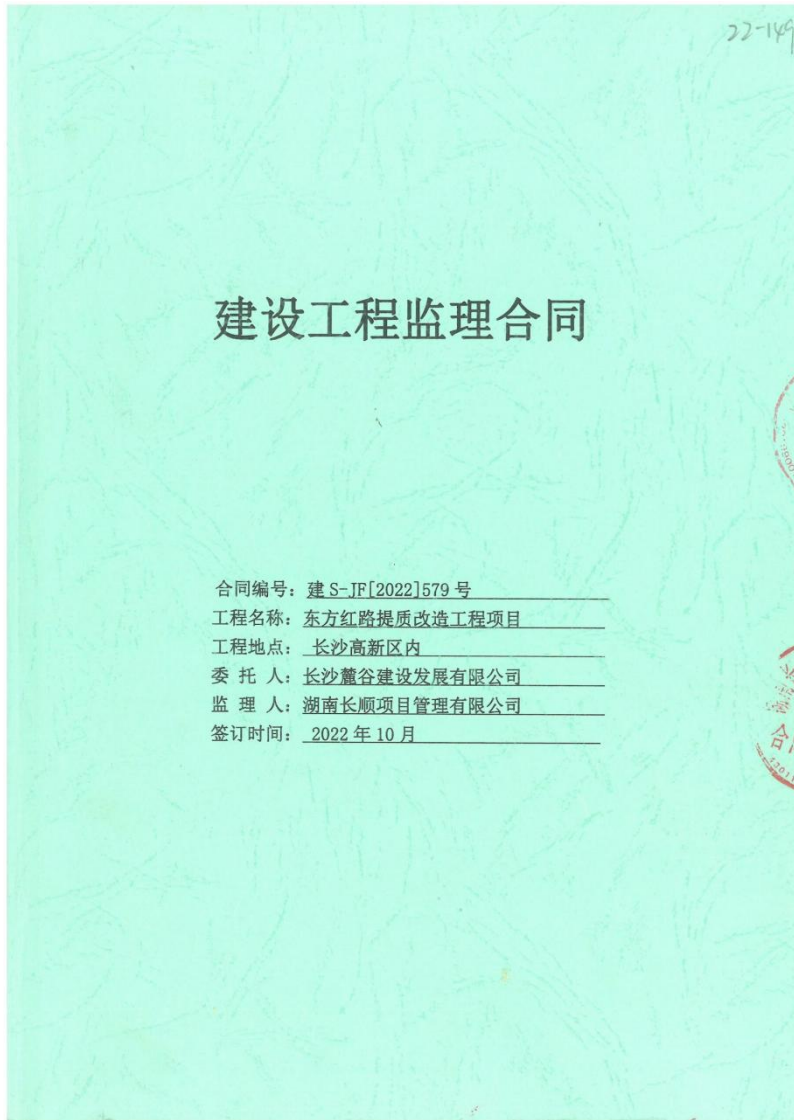 22-149
建设工程监理合同
合同编号：建 S-JF[2022]579 号
工程名称：东方红路提质改造工程项目
工程地点：长沙高新区内
委 托 人：长沙麓谷建设发展有限公司
监 理 人：湖南长顺项目管理有限公司
签订时间：2022 年 10 月